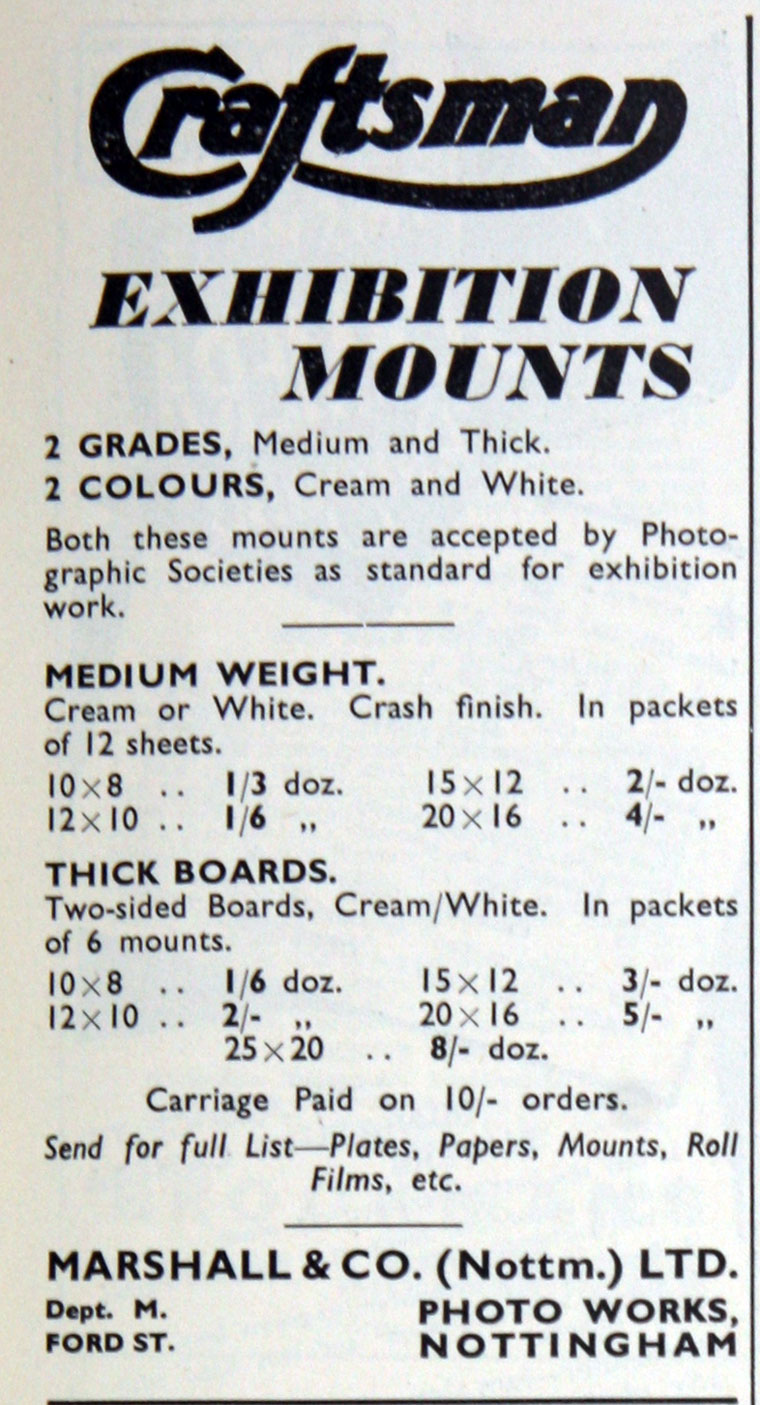 Craftsman
EXHIBITION
MOUNTS
2 GRADES, Medium and Thick.
2 COLOURS, Cream and White.
Both these mounts are accepted by Photo-
graphic Societies as standard for exhibition
work.
MEDIUM WEIGHT.
Cream or White. Crash finish. In packets
of 12 sheets.
10×8 .. 1/3 doz. 15×12 .. 2/- doz.
12×10 .. 1/6 ,, 20×16 .. 4/- ,,
THICK BOARDS.
Two-sided Boards, Cream/White. In packets
of 6 mounts.
10×8 .. 1/6 doz. 15×12 .. 3/- doz.
12×10 .. 2/- ,, 20×16 .. 5/- ,,
25×20 .. 8/- doz.
Carriage Paid on 10/- orders.
Send for full List—Plates, Papers, Mounts, Roll
Films, etc.
MARSHALL & CO. (Nottm.) LTD.
Dept. M. PHOTO WORKS,
FORD ST. NOTTINGHAM